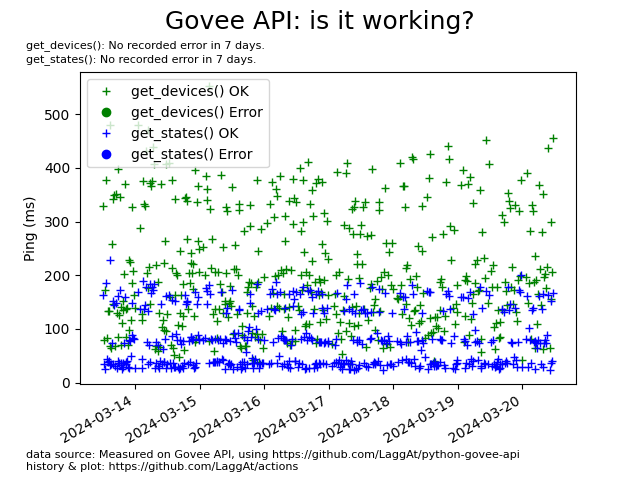 Govee API: is it working?
get_devices(): No recorded error in 7 days.
get_states(): No recorded error in 7 days.
get_devices() OK
get_devices() Error
get_states() OK
get_states() Error
Ping (ms)
500
400
300
200
100
0
2024-03-14
2024-03-15
2024-03-16
2024-03-17
2024-03-18
2024-03-19
2024-03-20
data source: Measured on Govee API, using https://github.com/LaggAt/python-govee-api
history & plot: https://github.com/LaggAt/actions